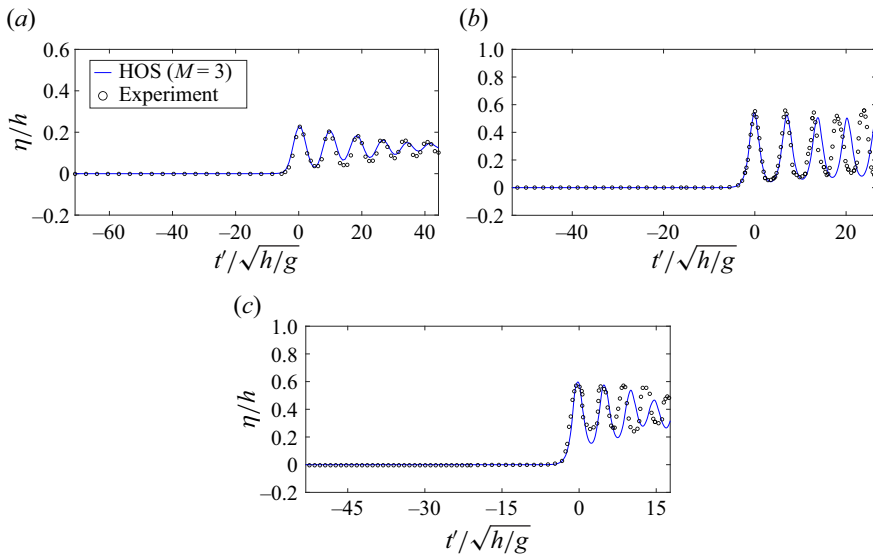 (a)
0.6
0.4
0.2
0
−0.2
η/h
HOS (M = 3)
Experiment
−60 −40 −20 0 20 40
t′/√h/g
(b)
1.0
0.8
0.6
0.4
0.2
0
−0.2
−40 −20 0 20
t′/√h/g
(c)
1.0
0.8
0.6
0.4
0.2
0
−0.2
η/h
−45 −30 −15 0 15
t′/√h/g